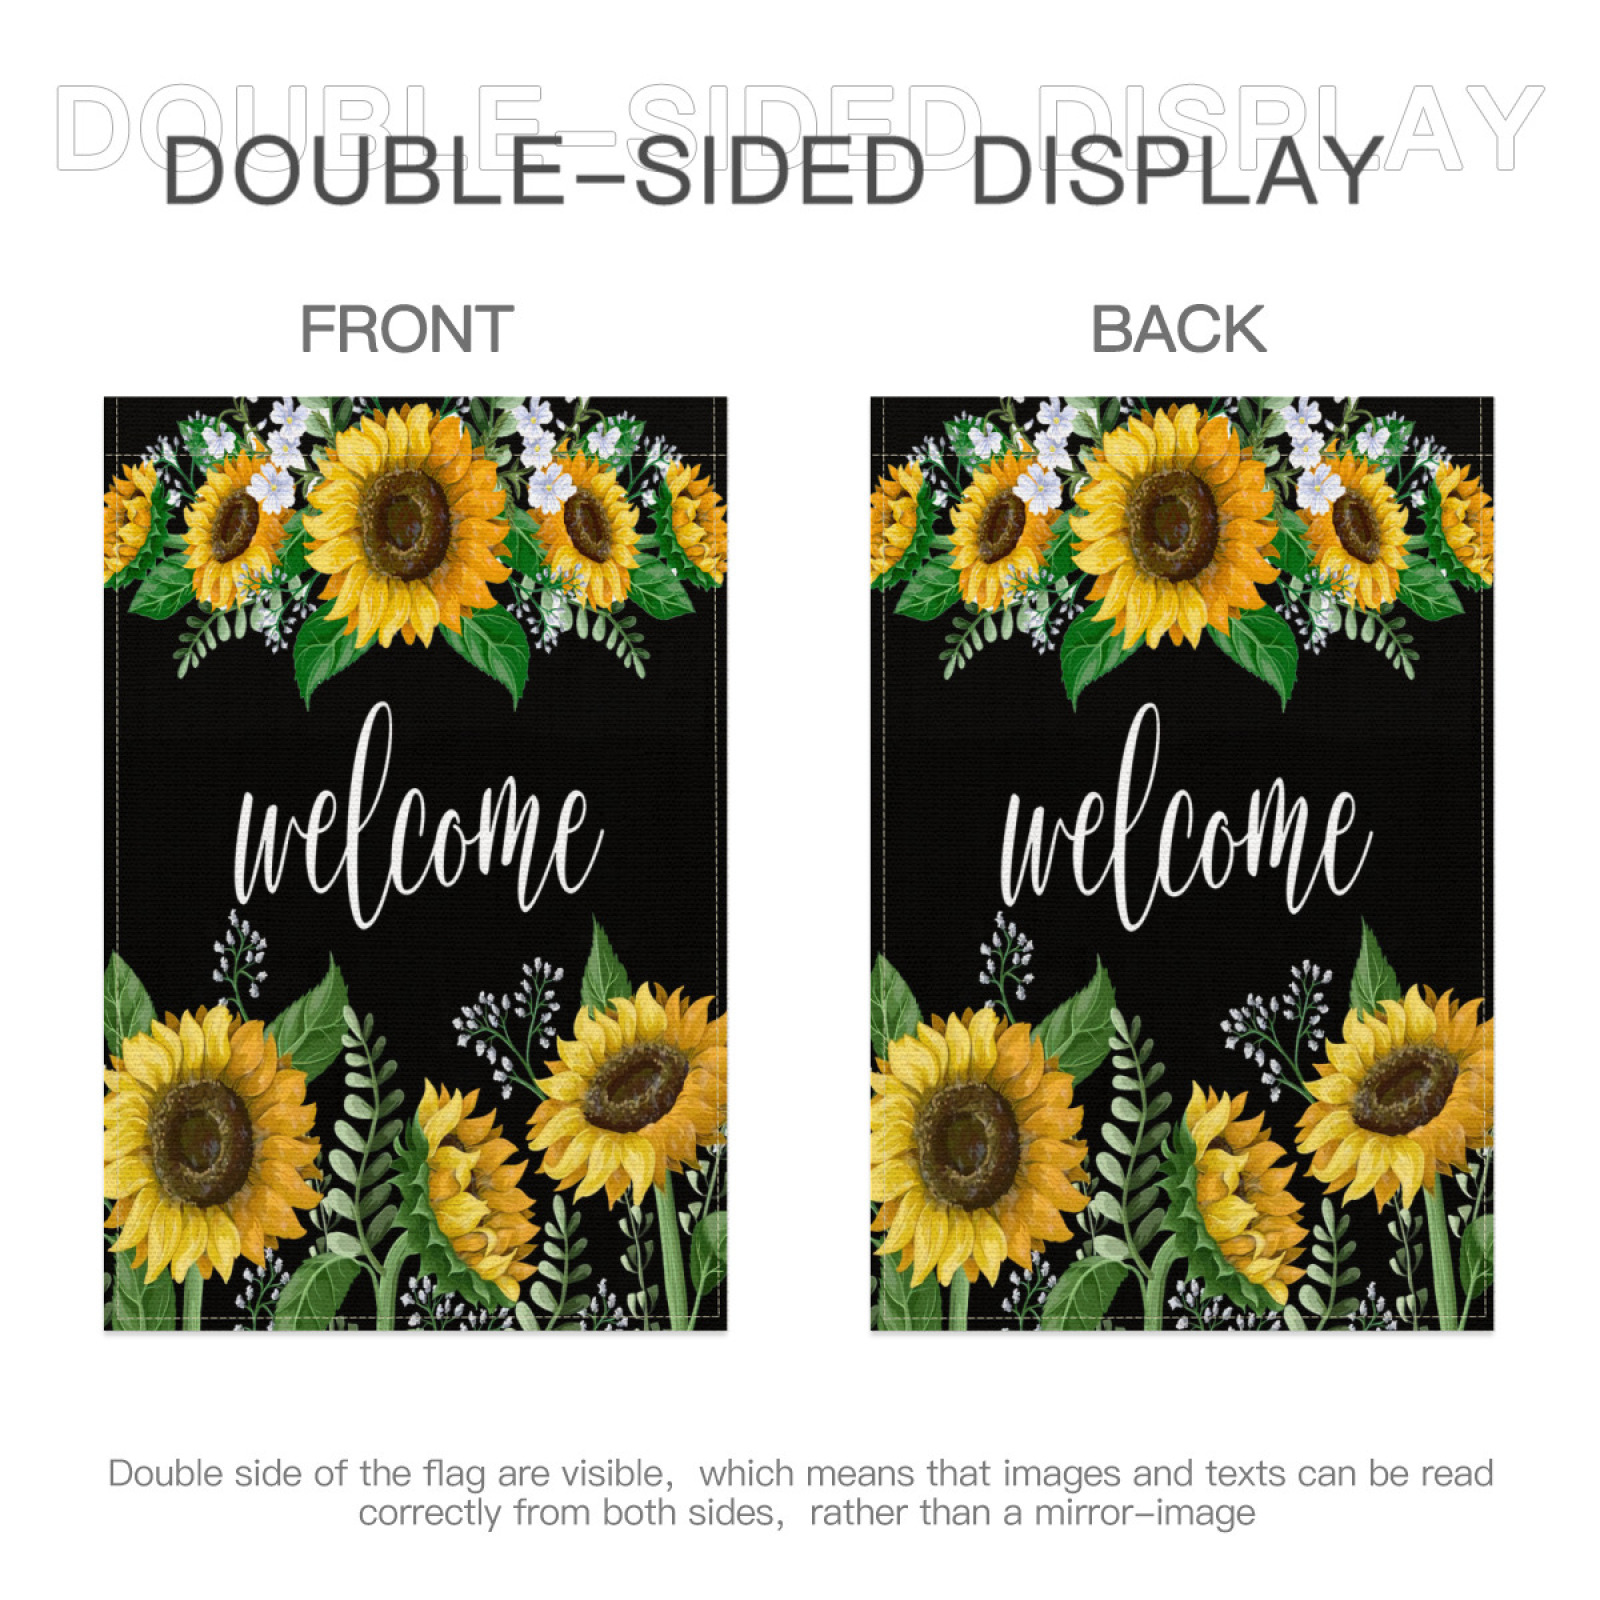 DOUBLE-SIDED DISPLAY
DOUBLE-SIDED DISPLAY
FRONT
BACK
welcome
welcome
Double side of the flag are visible, which means that images and texts can be read
correctly from both sides, rather than a mirror-image